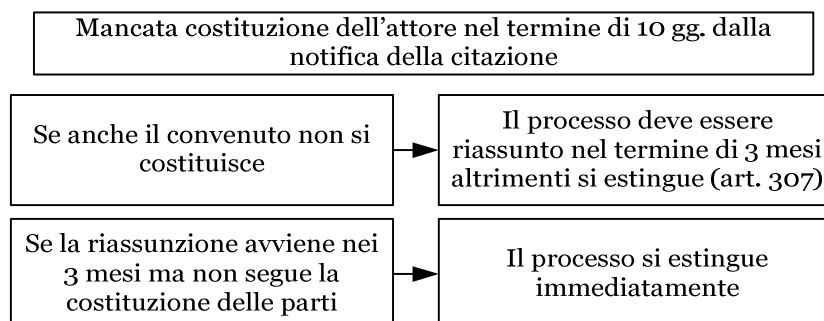 Mancata costituzione dell’attore nel termine di 10 gg. dalla
notifica della citazione
Se anche il convenuto non si
costituisce
Il processo deve essere
riassunto nel termine di 3 mesi
altrimenti si estingue (art. 307)
Se la riassunzione avviene nei
3 mesi ma non segue la
costituzione delle parti
Il processo si estingue
immediatamente